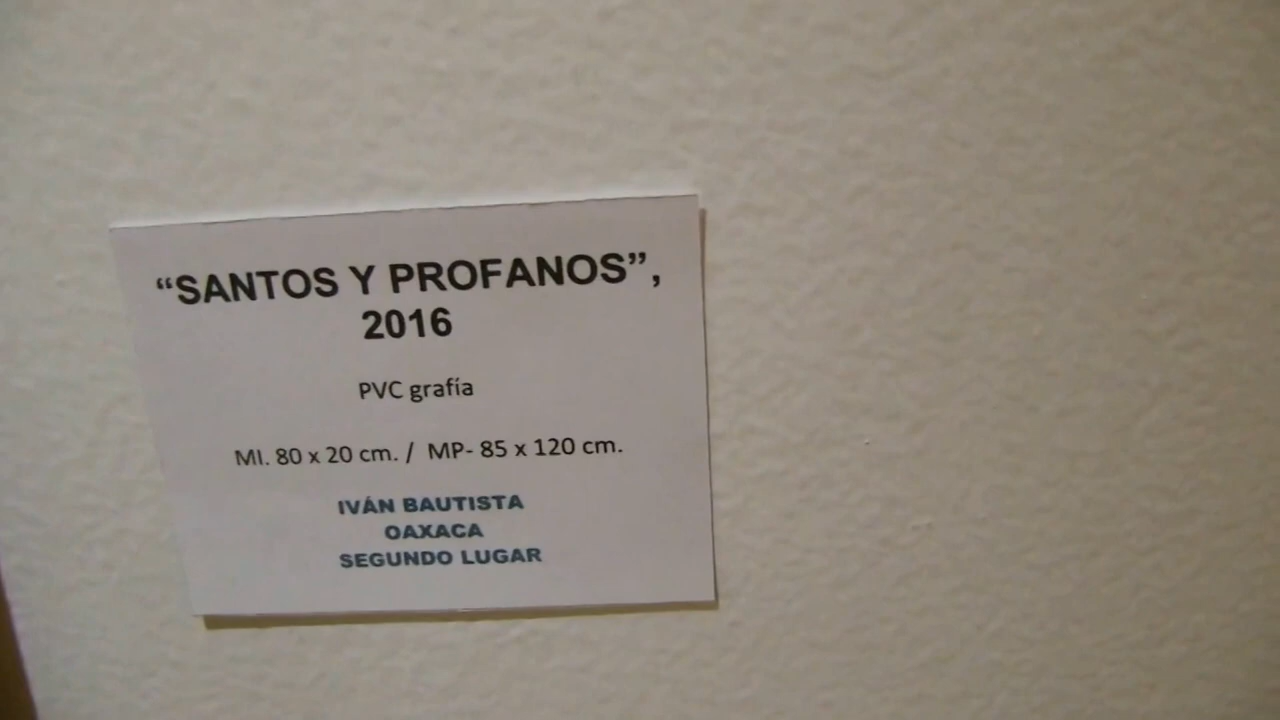 “SANTOS Y PROFANOS”,
2016
PVC grafía
MI. 80 x 20 cm. / MP- 85 x 120 cm.
IVÁN BAUTISTA
OAXACA
SEGUNDO LUGAR